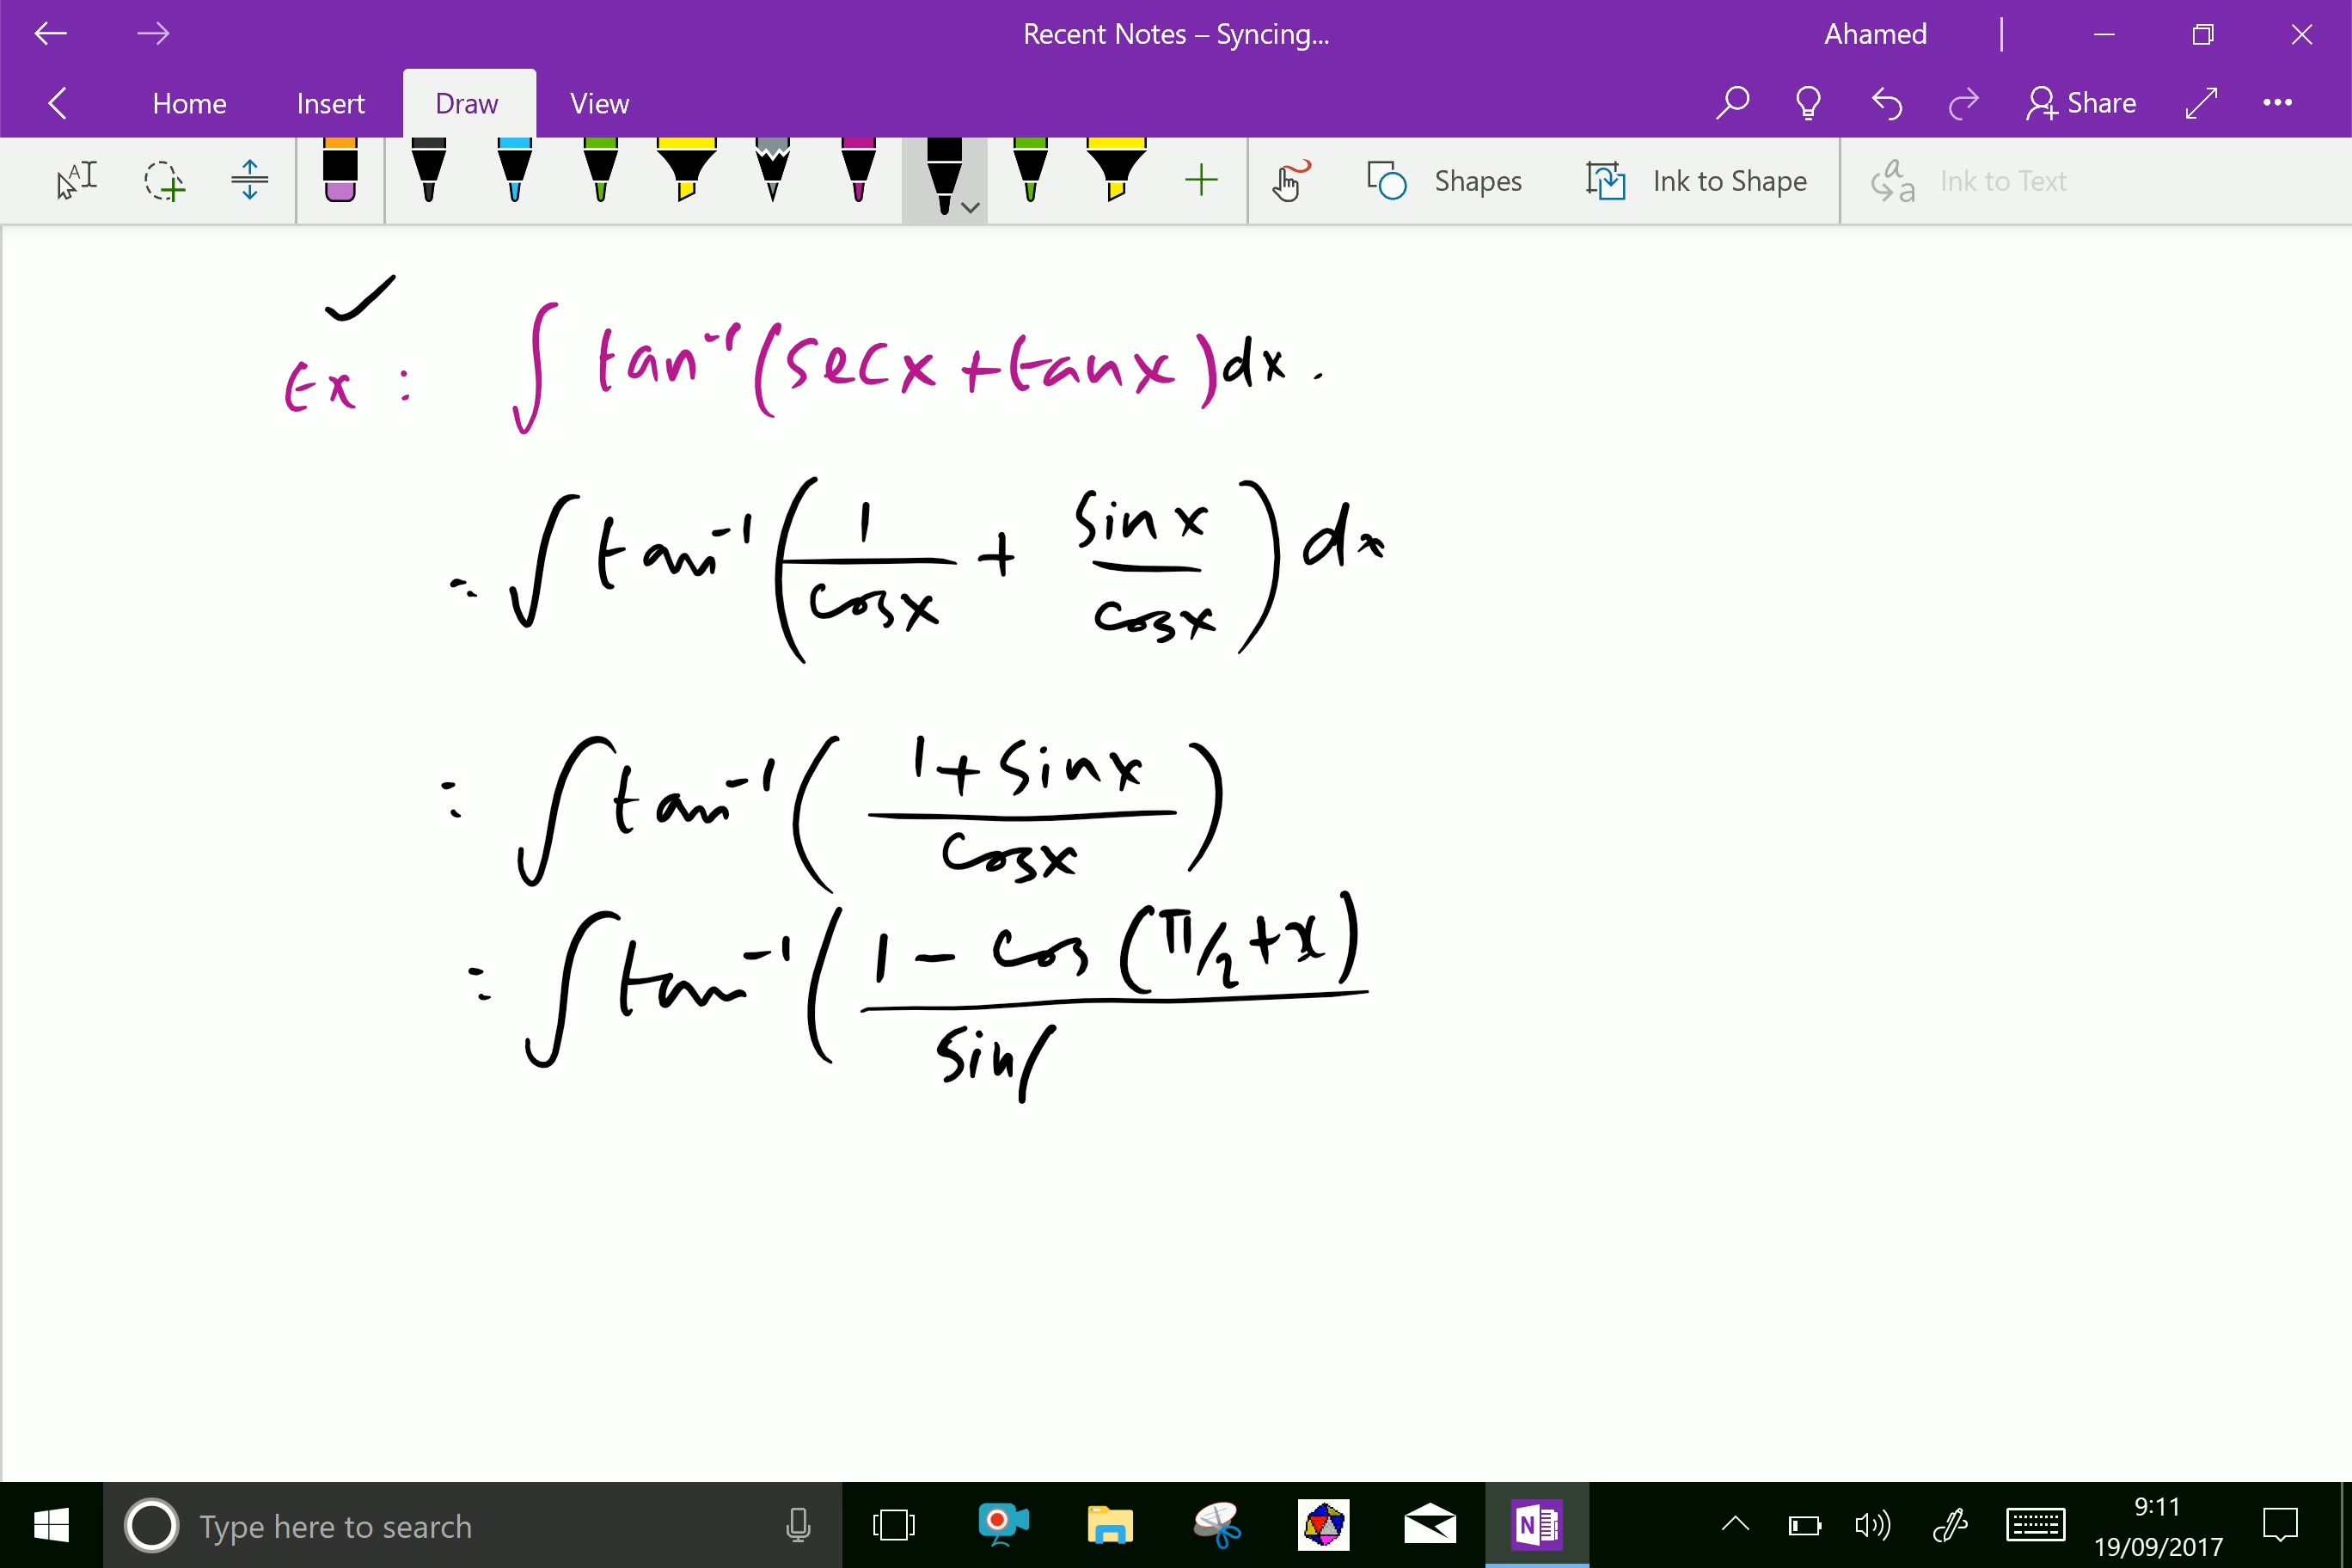 Recent Notes – Syncing...
Ahamed
Home Insert Draw View Share
Shapes Ink to Shape Ink to Text
Ex : ∫ tan⁻¹(secx + tanx)dx .
= ∫ tan⁻¹(1/cosx + sinx/cosx) dx
= ∫ tan⁻¹((1 + sinx)/cosx)
= ∫ tan⁻¹((1 - cos(π/2 + x))/sin(
Type here to search
9:11
19/09/2017